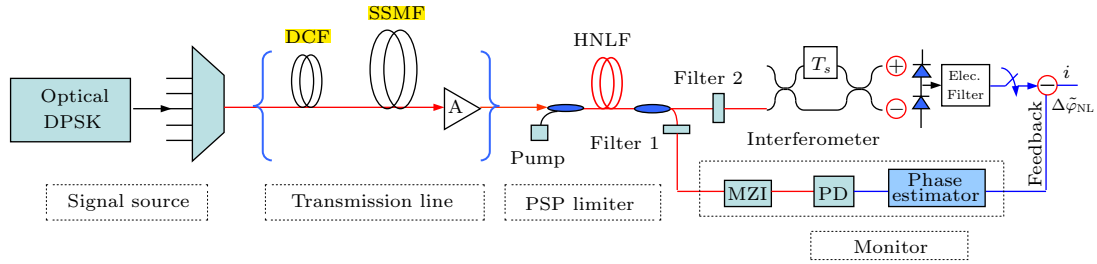 SSMF
DCF
HNLF
Optical
DPSK
A
Pump
Filter 1
Filter 2
T_s
+
−
Interferometer
Elec.
Filter
−
i
Δφ̃_NL
Feedback
MZI
PD
Phase
estimator
Signal source
Transmission line
PSP limiter
Monitor